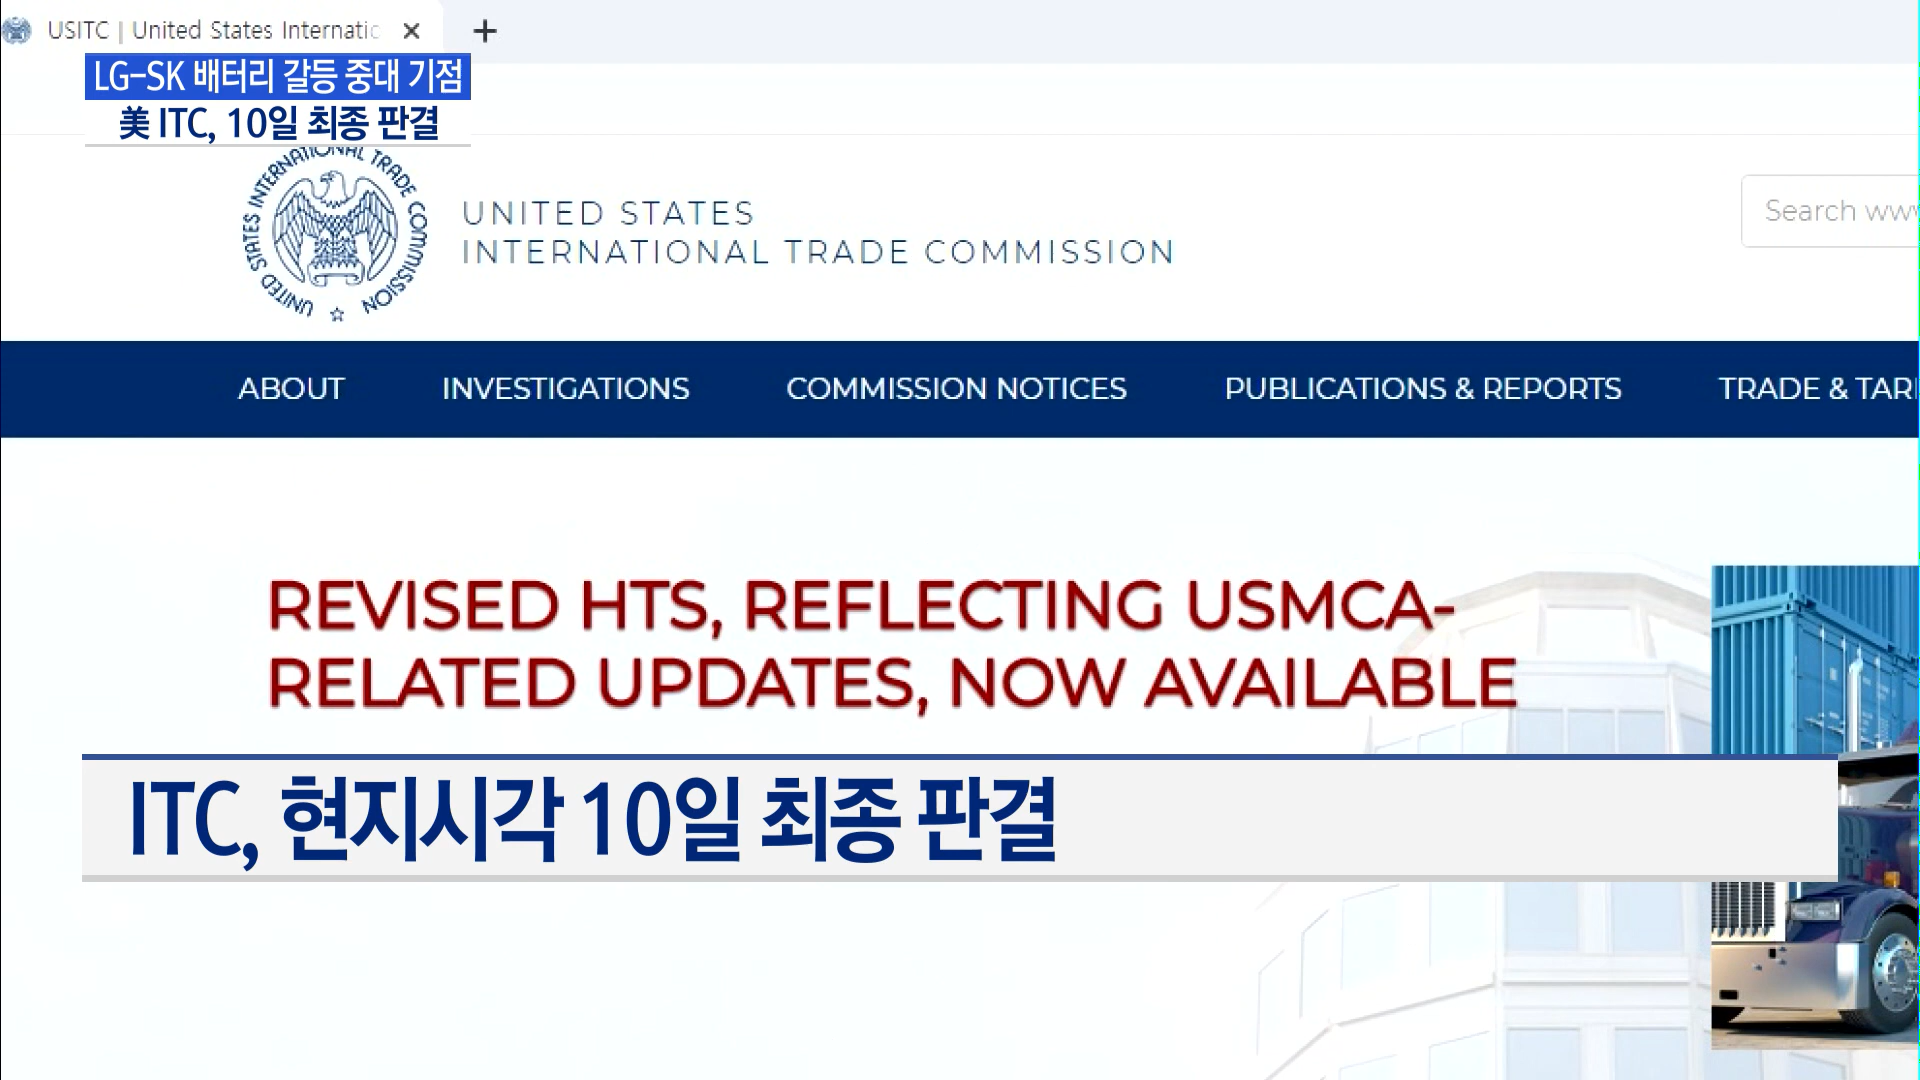 USITC | United States Internatic
LG-SK 배터리 갈등 중대 기점
美 ITC, 10일 최종 판결
UNITED STATES INTERNATIONAL TRADE COMMISSION
UNITED STATES
INTERNATIONAL TRADE COMMISSION
Search www
ABOUT INVESTIGATIONS COMMISSION NOTICES PUBLICATIONS & REPORTS TRADE & TARI
REVISED HTS, REFLECTING USMCA-
RELATED UPDATES, NOW AVAILABLE
ITC, 현지시각 10일 최종 판결